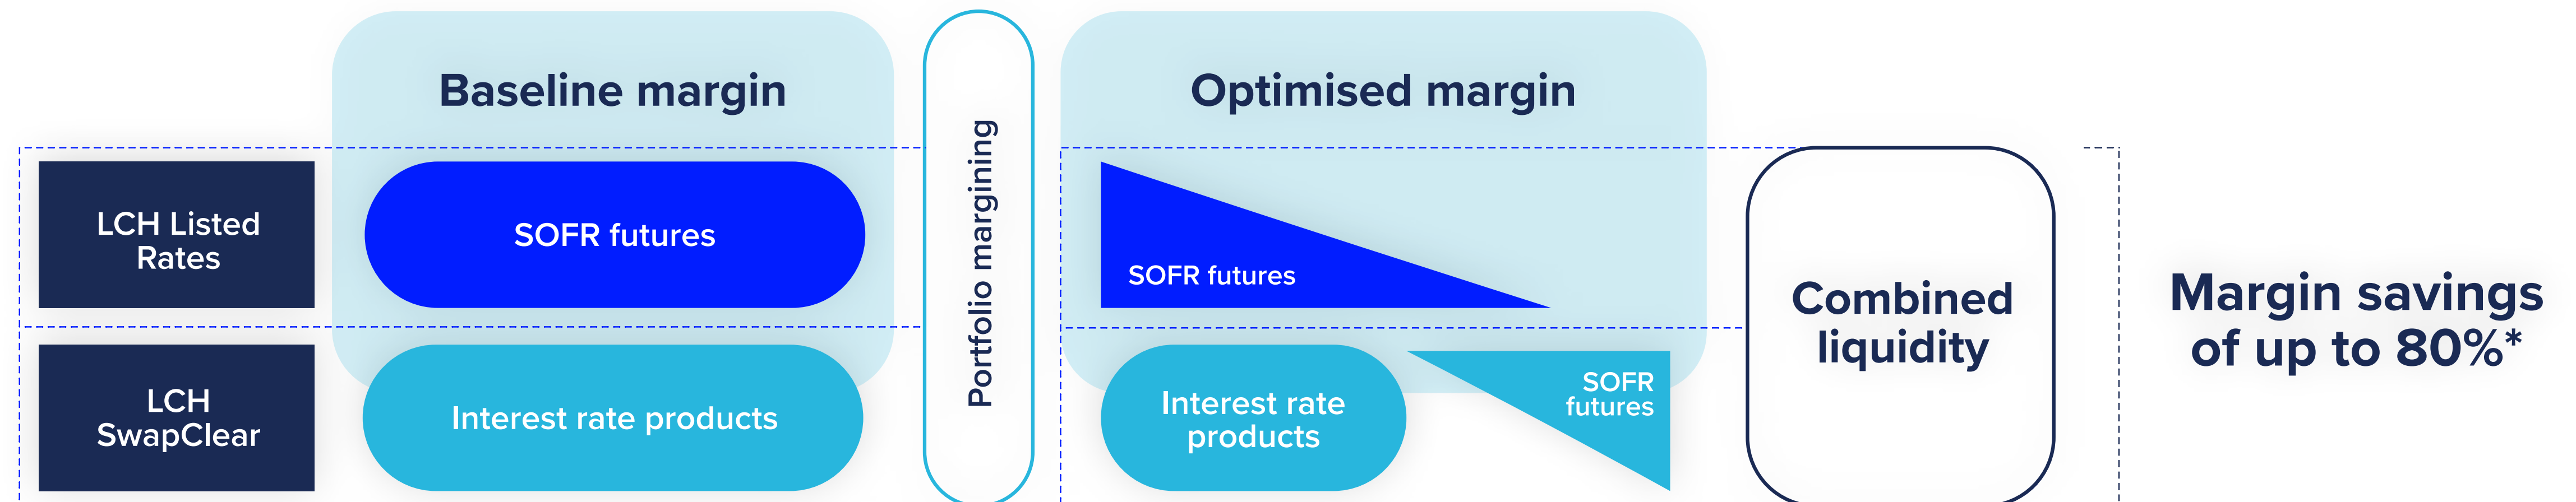 Baseline margin
Optimised margin
Portfolio margining
LCH Listed
Rates
SOFR futures
SOFR futures
LCH
SwapClear
Interest rate products
Interest rate
products
SOFR
futures
Combined
liquidity
Margin savings
of up to 80%*